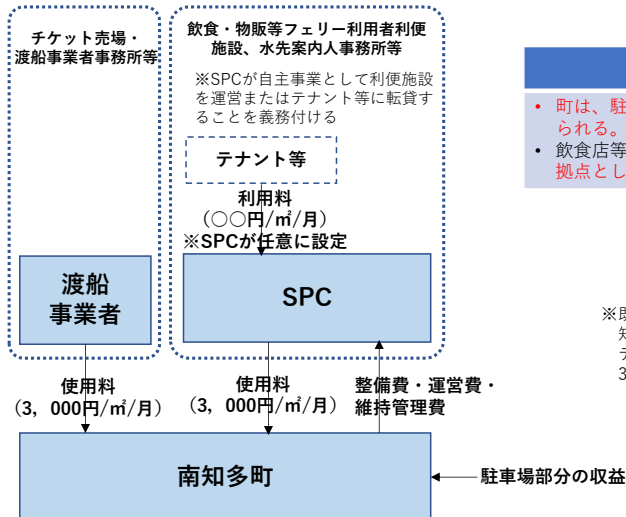 チケット売場・
渡船事業者事務所等
飲食・物販等フェリー利用者利便
施設、水先案内人事務所等
※SPCが自主事業として利便施設
を運営またはテナント等に転貸す
ることを義務付ける
テナント等
利用料
(○○円/㎡/月)
※SPCが任意に設定
渡船
事業者
SPC
使用料
(3，000円/㎡/月)
使用料
(3，000円/㎡/月)
整備費・運営費・
維持管理費
南知多町
駐車場部分の収益
• 町は、駐
られる。
• 飲食店等
拠点とし
※既
知
テ
3